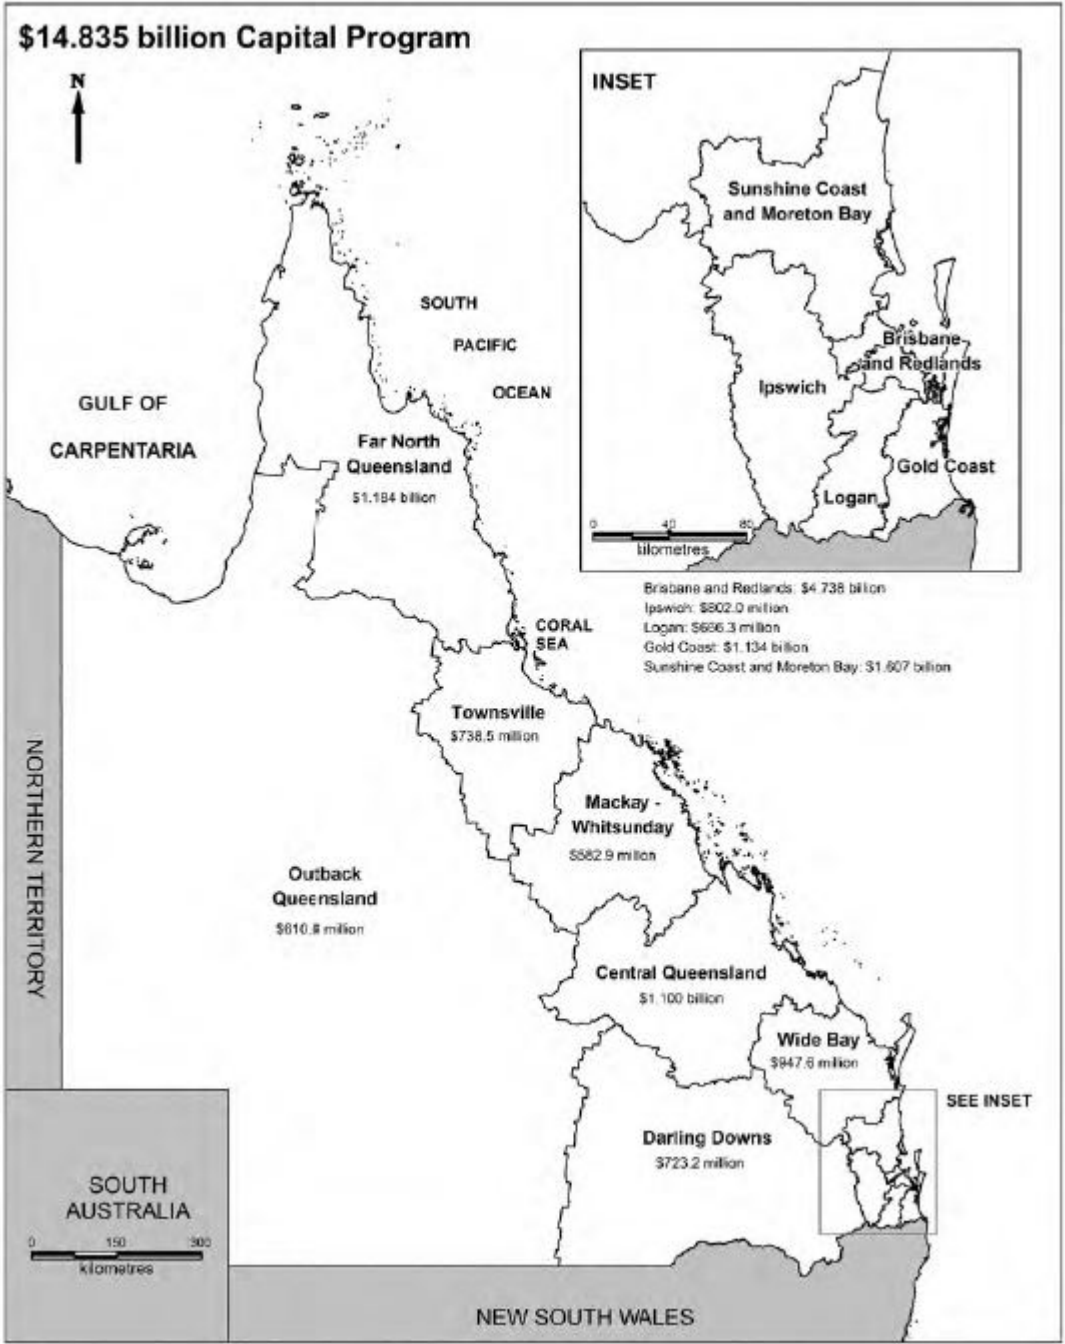 $14.835 billion Capital Program
N
INSET
Sunshine Coast
and Moreton Bay
Brisbane
and Redlands
Ipswich
Gold Coast
Logan
0 40 80
kilometres
SOUTH
PACIFIC
OCEAN
GULF OF
CARPENTARIA
Far North
Queensland
$1.184 billion
Brisbane and Redlands: $4.738 billion
Ipswich: $802.0 million
Logan: $666.3 million
Gold Coast: $1.134 billion
Sunshine Coast and Moreton Bay: $1.607 billion
CORAL
SEA
Townsville
$738.5 million
Mackay -
Whitsunday
$582.9 million
NORTHERN TERRITORY
Outback
Queensland
$610.8 million
Central Queensland
$1.100 billion
Wide Bay
$947.6 million
SEE INSET
Darling Downs
$723.2 million
SOUTH
AUSTRALIA
0 150 300
kilometres
NEW SOUTH WALES